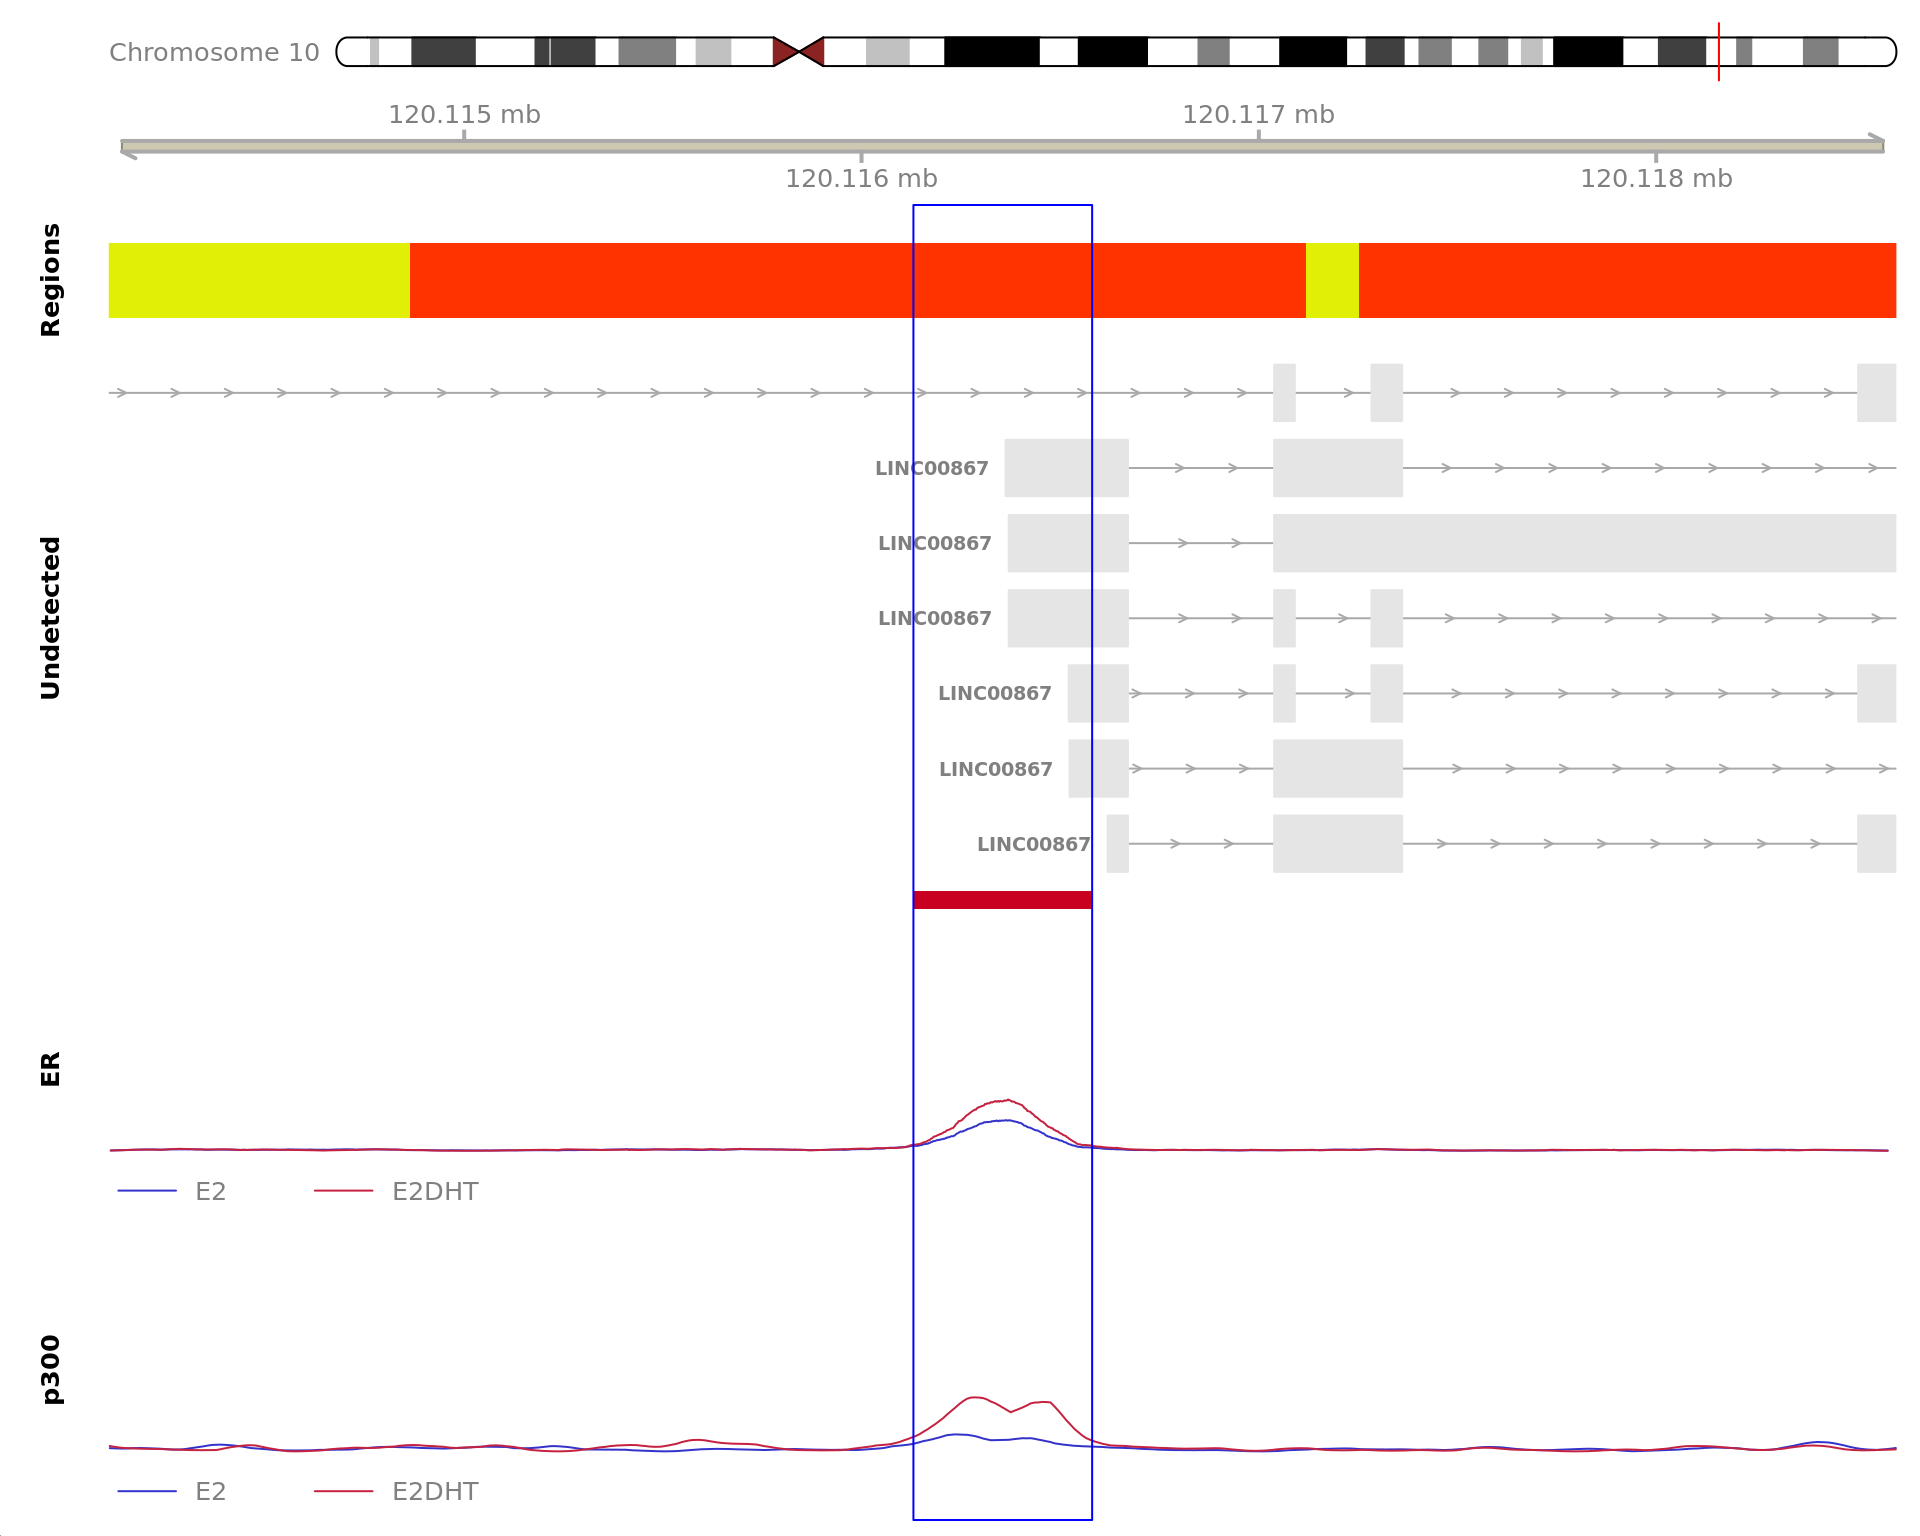 Chromosome 10
120.115 mb
120.117 mb
120.116 mb
120.118 mb
Regions
Undetected
LINC00867
LINC00867
LINC00867
LINC00867
LINC00867
LINC00867
ER
E2
E2DHT
p300
E2
E2DHT